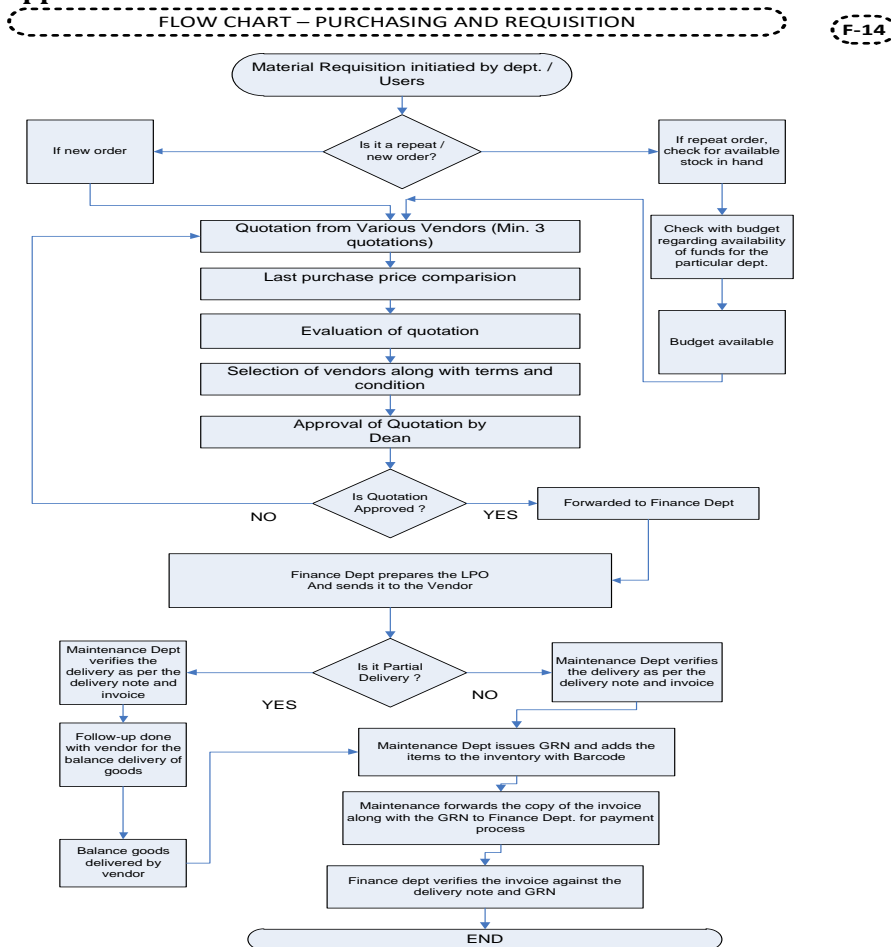 FLOW CHART – PURCHASING AND REQUISITION
F-14
Material Requisition initiatied by dept. /
Users
Is it a repeat /
new order?
If new order
If repeat order,
check for available
stock in hand
Quotation from Various Vendors (Min. 3
quotations)
Check with budget
regarding availability
of funds for the
particular dept.
Last purchase price comparision
Evaluation of quotation
Budget available
Selection of vendors along with terms and
condition
Approval of Quotation by
Dean
Is Quotation
Approved ?
NO
YES
Forwarded to Finance Dept
Finance Dept prepares the LPO
And sends it to the Vendor
Is it Partial
Delivery ?
YES
NO
Maintenance Dept
verifies the
delivery as per the
delivery note and
invoice
Maintenance Dept verifies
the delivery as per the
delivery note and invoice
Follow-up done
with vendor for the
balance delivery of
goods
Maintenance Dept issues GRN and adds the
items to the inventory with Barcode
Maintenance forwards the copy of the invoice
along with the GRN to Finance Dept. for payment
process
Balance goods
delivered by
vendor
Finance dept verifies the invoice against the
delivery note and GRN
END